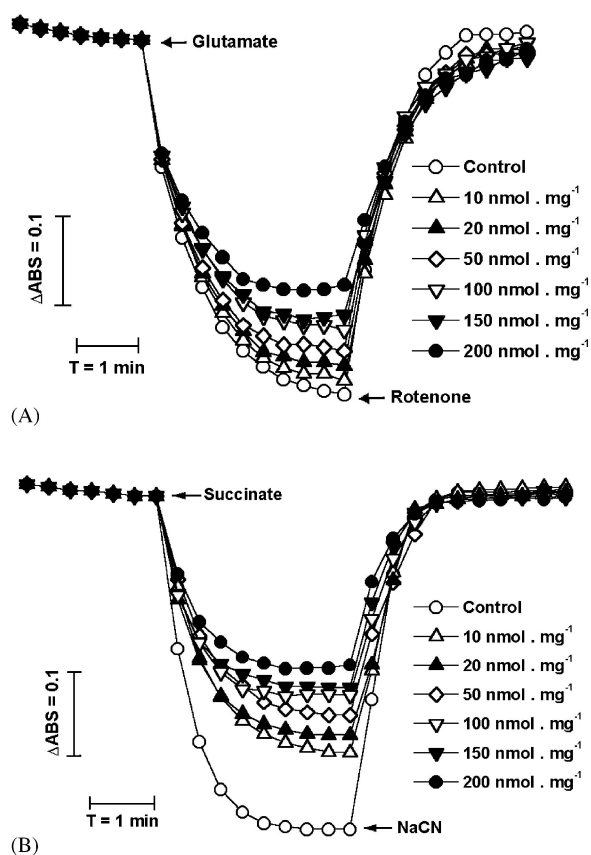 Glutamate
Control
10 nmol . mg⁻¹
20 nmol . mg⁻¹
50 nmol . mg⁻¹
100 nmol . mg⁻¹
150 nmol . mg⁻¹
200 nmol . mg⁻¹
ΔABS = 0.1
T = 1 min
Rotenone
(A)
Succinate
Control
10 nmol . mg⁻¹
20 nmol . mg⁻¹
50 nmol . mg⁻¹
100 nmol . mg⁻¹
150 nmol . mg⁻¹
200 nmol . mg⁻¹
ΔABS = 0.1
T = 1 min
NaCN
(B)